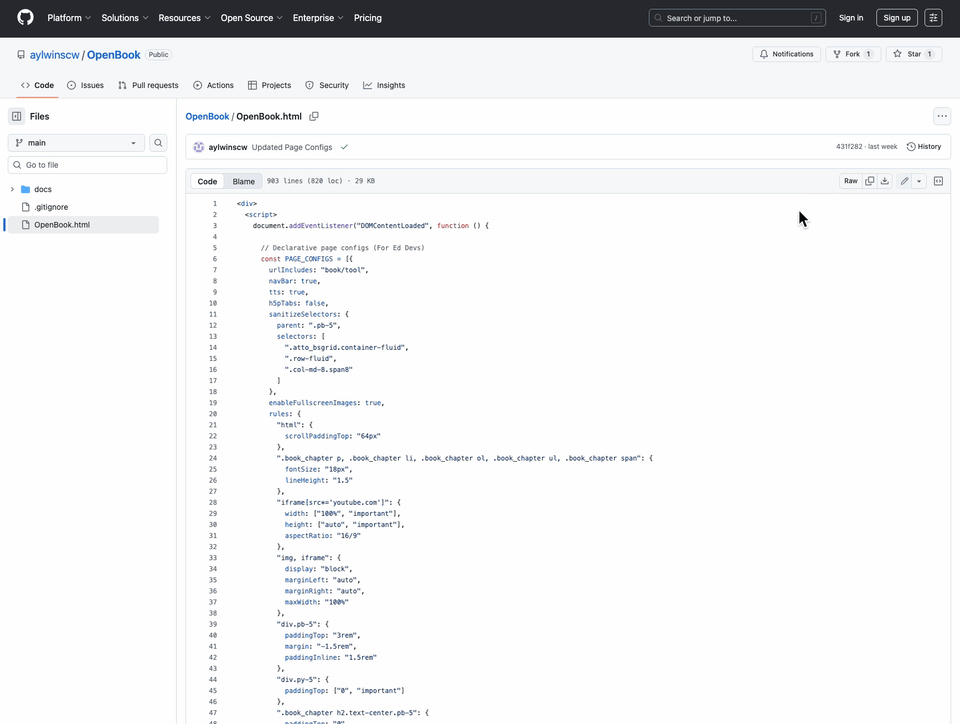 Platform Solutions Resources Open Source Enterprise Pricing Search or jump to... / Sign in Sign up
aylwinscw / OpenBook Public Notifications Fork 1 Star 1
Code Issues Pull requests Actions Projects Security Insights
Files
main
Go to file
docs
.gitignore
OpenBook.html
OpenBook / OpenBook.html
aylwinscw Updated Page Configs 431f282 · last week History
Code Blame 903 lines (820 loc) · 29 KB Raw
1 <div>
2 <script>
3 document.addEventListener("DOMContentLoaded", function () {
4
5 // Declarative page configs (For Ed Devs)
6 const PAGE_CONFIGS = [{
7 urlIncludes: "book/tool",
8 navBar: true,
9 tts: true,
10 h5pTabs: false,
11 sanitizeSelectors: {
12 parent: ".pb-5",
13 selectors: [
14 ".atto_bsgrid.container-fluid",
15 ".row-fluid",
16 ".col-md-8.span8"
17 ]
18 },
19 enableFullscreenImages: true,
20 rules: {
21 "html": {
22 scrollPaddingTop: "64px"
23 },
24 ".book_chapter p, .book_chapter li, .book_chapter ol, .book_chapter ul, .book_chapter span": {
25 fontSize: "18px",
26 lineHeight: "1.5"
27 },
28 "iframe[src*='youtube.com']": {
29 width: ["100%", "important"],
30 height: ["auto", "important"],
31 aspectRatio: "16/9"
32 },
33 "img, iframe": {
34 display: "block",
35 marginLeft: "auto",
36 marginRight: "auto",
37 maxWidth: "100%"
38 },
39 "div.pb-5": {
40 paddingTop: "3rem",
41 margin: "-1.5rem",
42 paddingInline: "1.5rem"
43 },
44 "div.py-5": {
45 paddingTop: ["0", "important"]
46 },
47 ".book_chapter h2.text-center.pb-5": {
48 paddingTop: "0"